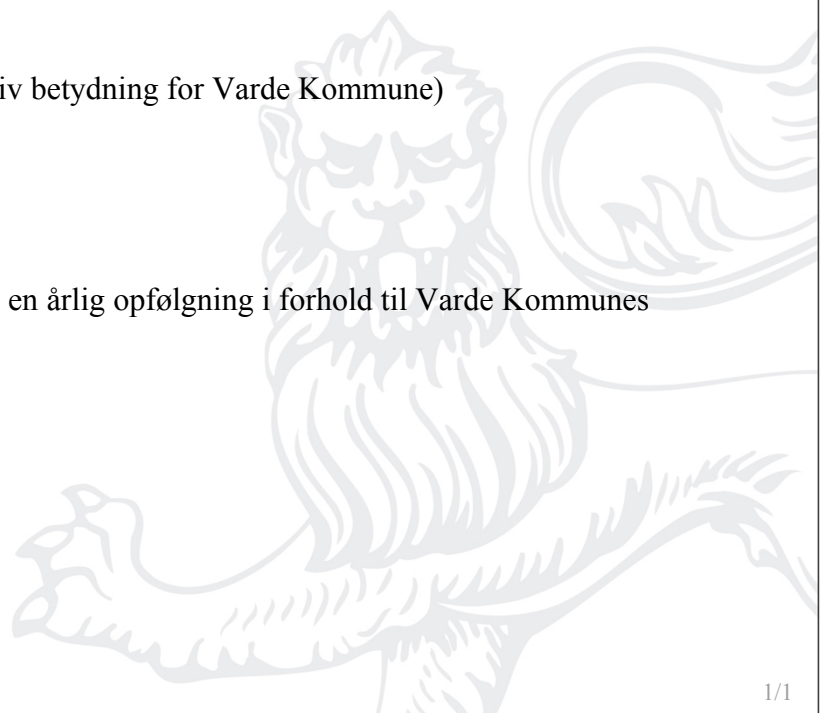 iv betydning for Varde Kommune)
en årlig opfølgning i forhold til Varde Kommunes
1/1